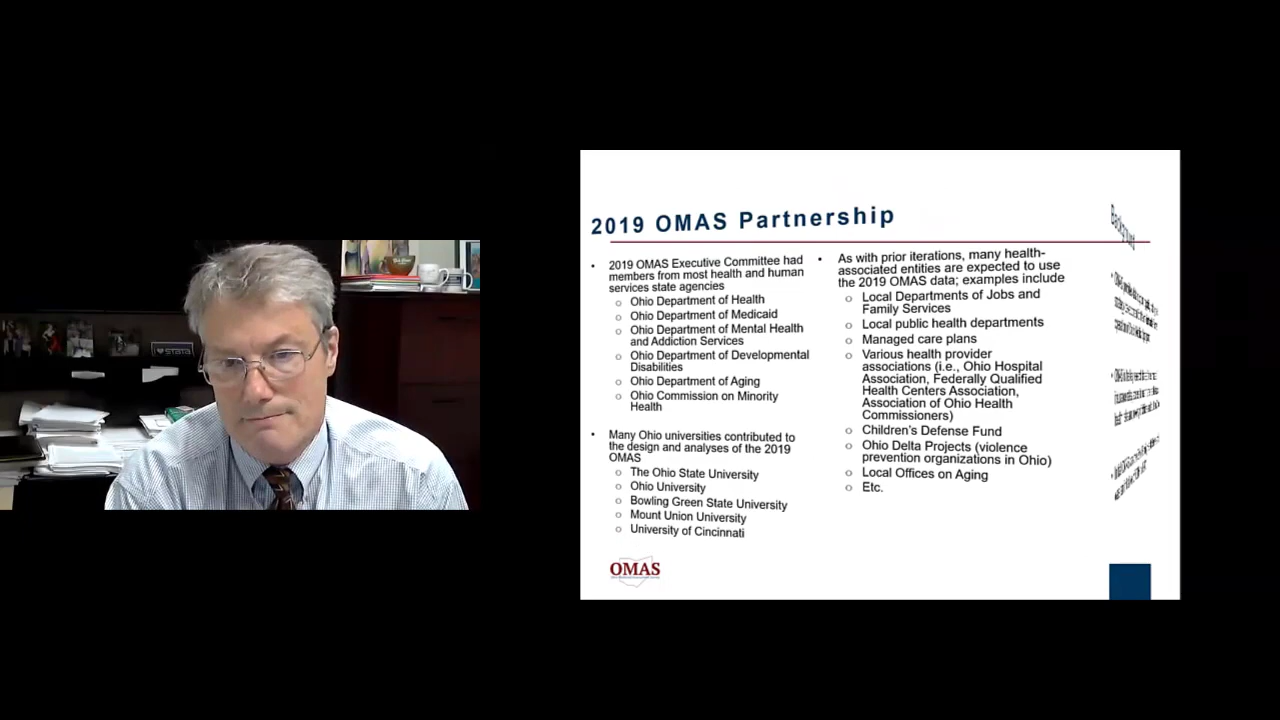 STATA
2019 OMAS Partnership
• 2019 OMAS Executive Committee had
members from most health and human
services state agencies
o Ohio Department of Health
o Ohio Department of Medicaid
o Ohio Department of Mental Health
and Addiction Services
o Ohio Department of Developmental
Disabilities
o Ohio Department of Aging
o Ohio Commission on Minority
Health
• Many Ohio universities contributed to
the design and analyses of the 2019
OMAS
o The Ohio State University
o Ohio University
o Bowling Green State University
o Mount Union University
o University of Cincinnati
• As with prior iterations, many health-
associated entities are expected to use
the 2019 OMAS data; examples include
o Local Departments of Jobs and
Family Services
o Local public health departments
o Managed care plans
o Various health provider
associations (i.e., Ohio Hospital
Association, Federally Qualified
Health Centers Association,
Association of Ohio Health
Commissioners)
o Children's Defense Fund
o Ohio Delta Projects (violence
prevention organizations in Ohio)
o Local Offices on Aging
o Etc.
OMAS
Background